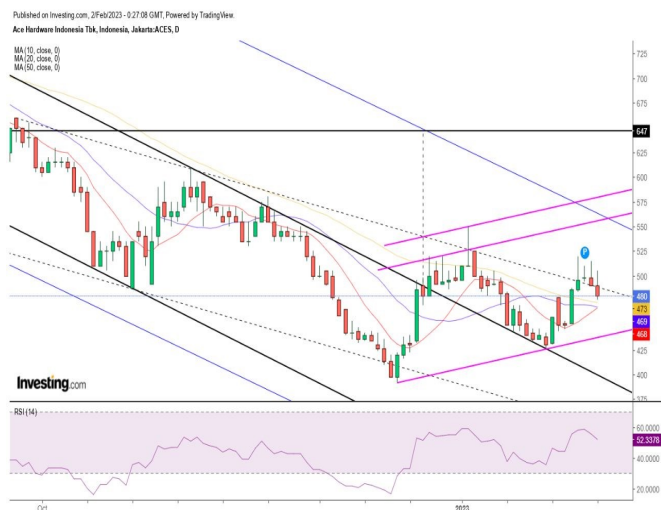 Published on Investing.com, 2/Feb/2023 - 0:27:08 GMT, Powered by TradingView.
Ace Hardware Indonesia Tbk, Indonesia, Jakarta:ACES, D
MA (10, close, 0)
MA (20, close, 0)
MA (50, close, 0)
725
700
675
647
625
600
575
550
525
P
500
480
473
469
468
425
400
375
Investing.com
RSI (14)
60.0000
52.3378
40.0000
20.0000
Oct
2023